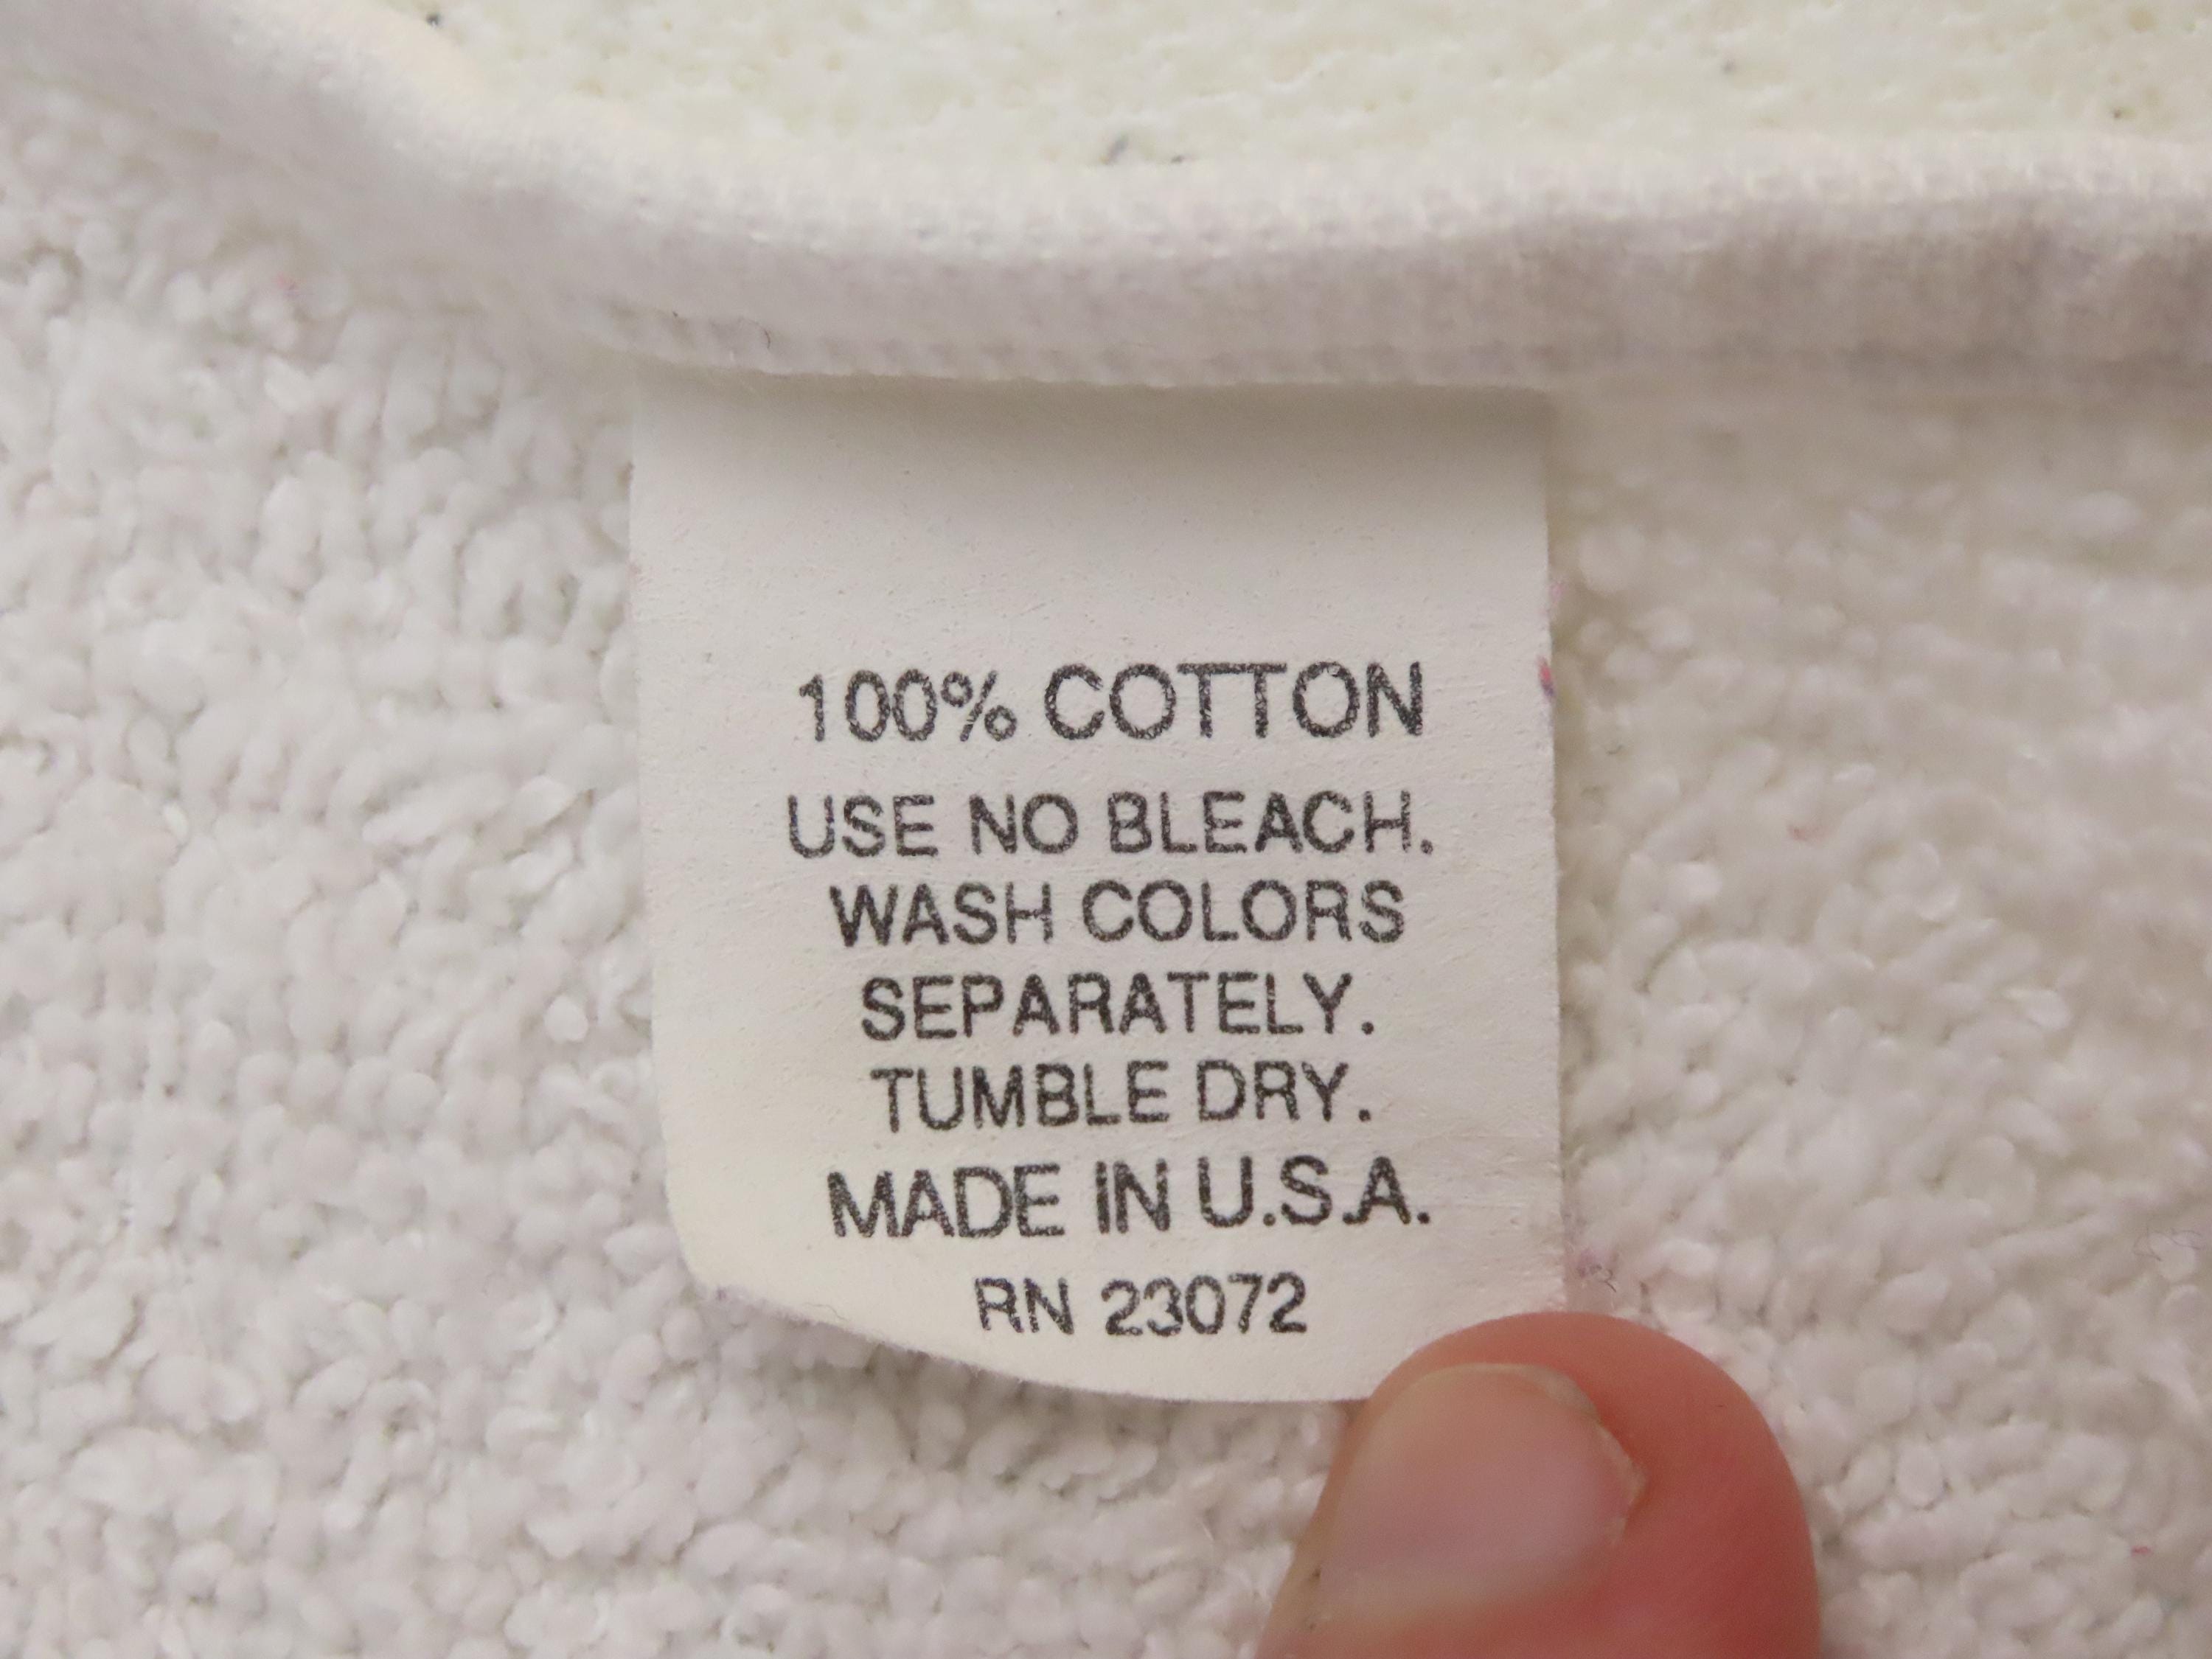 100% COTTON
USE NO BLEACH.
WASH COLORS
SEPARATELY.
TUMBLE DRY.
MADE IN U.S.A.
RN 23072